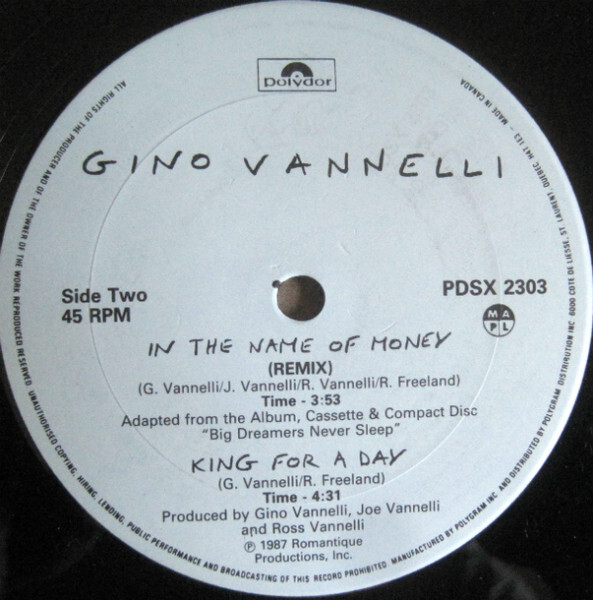 Polydor
GINO VANNELLI
Side Two
45 RPM
PDSX 2303
M A
P L
IN THE NAME OF MONEY
(REMIX)
(G. Vannelli/J. Vannelli/R. Vannelli/R. Freeland)
Time - 3:53
Adapted from the Album, Cassette & Compact Disc
"Big Dreamers Never Sleep"
KING FOR A DAY
(G. Vannelli/R. Freeland)
Time - 4:31
Produced by Gino Vannelli, Joe Vannelli
and Ross Vannelli
℗ 1987 Romantique
Productions, Inc.
ALL RIGHTS OF THE PRODUCER AND OF THE OWNER OF THE WORK REPRODUCED RESERVED. UNAUTHORISED COPYING, HIRING, LENDING, PUBLIC PERFORMANCE AND BROADCASTING OF THIS RECORD PROHIBITED. MANUFACTURED BY POLYGRAM INC AND DISTRIBUTED BY POLYGRAM DISTRIBUTION INC 6000 COTE DE LIESSE, ST. LAURENT, QUEBEC H4T 1E3 - MADE IN CANADA